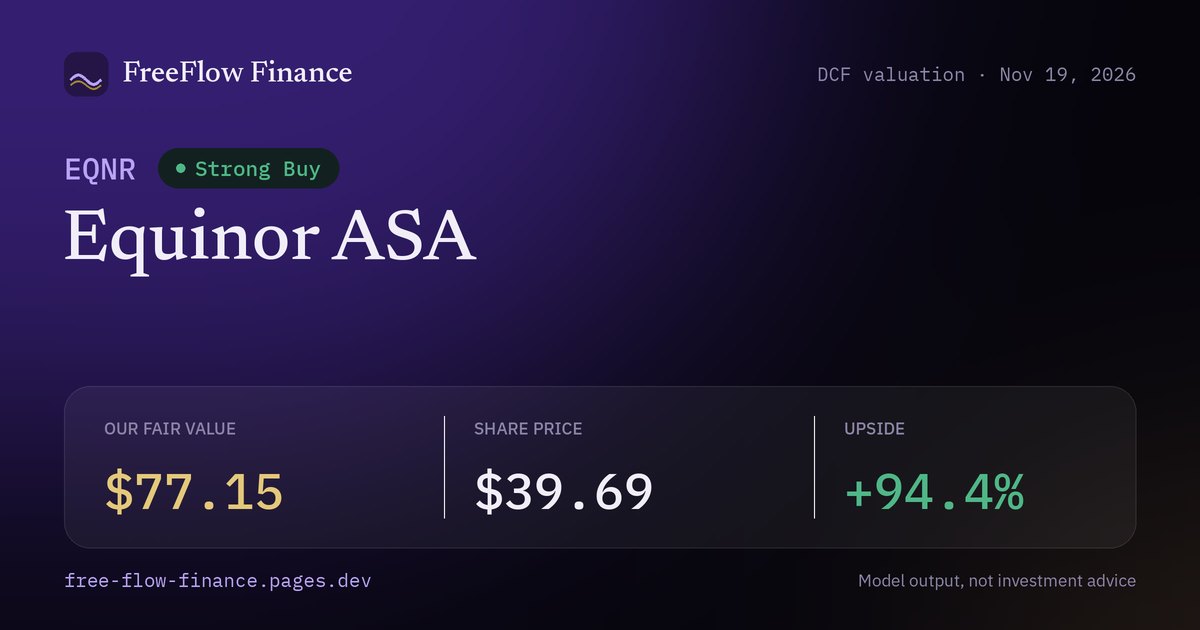 FreeFlow Finance
DCF valuation · Nov 19, 2026
EQNR
Strong Buy
Equinor ASA
OUR FAIR VALUE
$77.15
SHARE PRICE
$39.69
UPSIDE
+94.4%
free-flow-finance.pages.dev
Model output, not investment advice